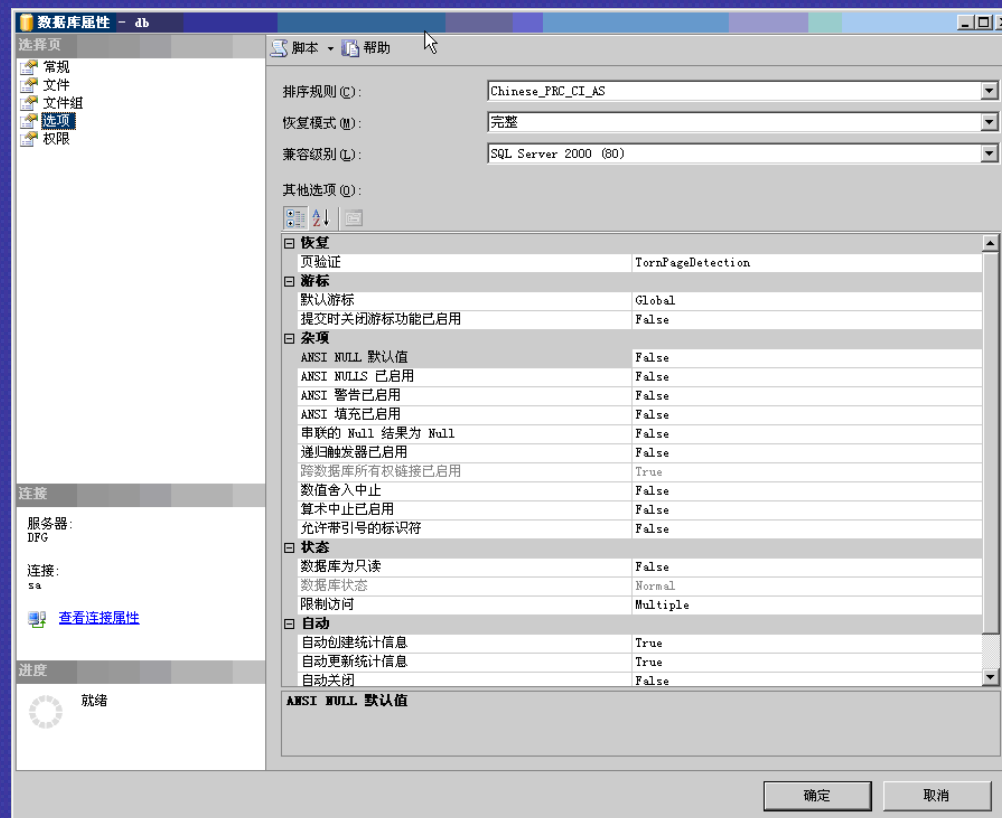 数据库属性 - db
选择页
常规
文件
文件组
选项
权限
脚本 帮助
排序规则(C): Chinese_PRC_CI_AS
恢复模式(M): 完整
兼容级别(L): SQL Server 2000 (80)
其他选项(O):
恢复
页验证 TornPageDetection
游标
默认游标 Global
提交时关闭游标功能已启用 False
杂项
ANSI NULL 默认值 False
ANSI NULLS 已启用 False
ANSI 警告已启用 False
ANSI 填充已启用 False
串联的 Null 结果为 Null False
递归触发器已启用 False
跨数据库所有权链接已启用 True
数值舍入中止 False
算术中止已启用 False
允许带引号的标识符 False
状态
数据库为只读 False
数据库状态 Normal
限制访问 Multiple
自动
自动创建统计信息 True
自动更新统计信息 True
自动关闭 False
ANSI NULL 默认值
连接
服务器:
DFG
连接:
sa
查看连接属性
进度
就绪
确定 取消